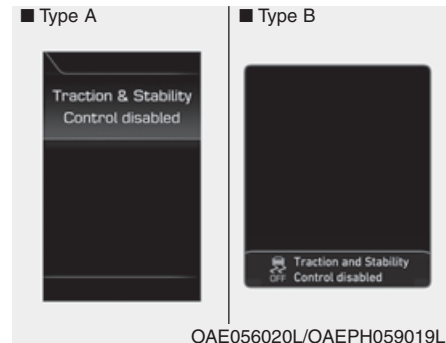 ■ Type A
■ Type B
Traction & Stability
Control disabled
Traction and Stability
OFF Control disabled
OAE056020L/OAEPH059019L